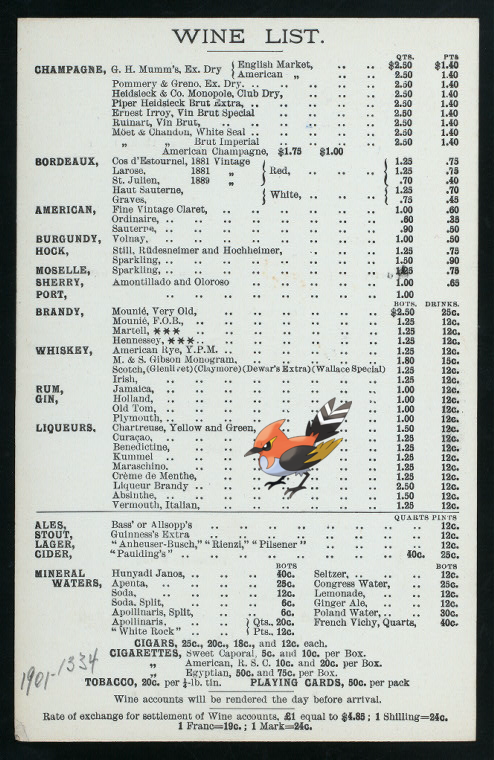 WINE LIST.
QTS. PTS
CHAMPAGNE, G. H. Mumm's, Ex. Dry { English Market, .. .. $2.50 $1.40
American „ .. .. 2.50 1.40
Pommery & Greno, Ex. Dry. .. .. .. .. 2.50 1.40
Heidsieck & Co. Monopole, Club Dry, .. .. 2.50 1.40
Piper Heidsieck Brut Extra, .. .. .. .. 2.50 1.40
Ernest Irroy, Vin Brut Special .. .. .. 2.50 1.40
Ruinart, Vin Brut, .. .. .. .. .. 2.50 1.40
Möet & Chandon, White Seal .. .. .. .. 2.50 1.40
„ „ Brut Imperial .. .. .. 2.50 1.40
American Champagne, $1.75 $1.00
BORDEAUX, Cos d'Estournel, 1881 Vintage 1.25 .75
Larose, 1881 „ Red, .. .. 1.25 .75
St. Julien, 1889 „ .70 .40
Haut Sauterne, White, .. .. 1.25 .70
Graves, .75 .45
AMERICAN, Fine Vintage Claret, .. .. .. .. 1.00 .60
Ordinaire, .. .. .. .. .. .60 .35
Sauterne, .. .. .. .. .. .90 .50
BURGUNDY, Volnay, .. .. .. .. .. 1.00 .50
HOCK, Still, Rüdesneimer and Hochheimer, .. .. 1.25 .75
Sparkling, .. .. .. .. .. 1.50 .90
MOSELLE, Sparkling, .. .. .. .. .. .75
SHERRY, Amontillado and Oloroso .. .. .. 1.00 .65
PORT, .. .. .. .. .. 1.00
BOTS. DRINKS.
BRANDY, Mounié, Very Old, .. .. .. .. $2.50 25c.
Mounié, F.O.B., .. .. .. .. 1.25 12c.
Martell, *** .. .. .. .. 1.25 12c.
Hennessey, *** .. .. .. .. 1.25 12c.
WHISKEY, American Rye, Y.P.M. .. .. .. .. 1.25 12c.
M. & S. Gibson Monogram, .. .. .. 1.80 15c.
Scotch, (Glenlivet) (Claymore) (Dewar's Extra) (Wallace Special) 1.25 12c.
Irish, .. .. .. .. .. 1.25 12c.
RUM, Jamaica, .. .. .. .. .. 1.00 12c.
GIN, Holland, .. .. .. .. .. 1.00 12c.
Old Tom, .. .. .. .. .. 1.00 12c.
Plymouth, .. .. .. .. .. 1.00 12c.
LIQUEURS, Chartreuse, Yellow and Green, .. .. 1.50 12c.
Curaçao, .. .. .. .. 1.25 12c.
Benedictine, .. .. .. .. 1.25 12c.
Kummel .. .. .. .. 1.25 12c.
Maraschino, .. .. .. .. 1.25 12c.
Crème de Menthe, .. .. .. 1.25 12c.
Liqueur Brandy .. .. .. .. 2.50 12c.
Absinthe, .. .. .. .. .. 1.50 12c.
Vermouth, Italian, .. .. .. .. 1.25 12c.
QUARTS PINTS
ALES, Bass' or Allsopp's .. .. .. .. 12c.
STOUT, Guinness's Extra .. .. .. .. 12c.
LAGER, "Anheuser-Busch," "Rienzi," "Pilsener" .. .. 12c.
CIDER, "Paulding's" .. .. .. .. 40c. 25c.
BOTS BOTS
MINERAL WATERS, Hunyadi Janos, .. .. 40c. Seltzer, .. .. 12c.
Apenta, .. .. .. 25c. Congress Water, .. 25c.
Soda, .. .. .. 12c. Lemonade, .. .. 12c.
Soda, Split, .. .. 6c. Ginger Ale, .. .. 12c.
Apollinaris, Split, .. 6c. Poland Water, .. .. 30c.
Apollinaris, .. .. } Qts., 20c. French Vichy, Quarts, 40c.
"White Rock" .. .. } Pts., 12c.
CIGARS, 25c., 20c., 18c., and 12c. each.
CIGARETTES, Sweet Caporal, 5c. and 10c. per Box.
„ American, R. S. C. 10c. and 20c. per Box.
„ Egyptian, 50c. and 75c. per Box.
TOBACCO, 20c. per ¼-lb. tin. PLAYING CARDS, 50c. per pack
Wine accounts will be rendered the day before arrival.
Rate of exchange for settlement of Wine accounts, £1 equal to $4.85; 1 Shilling=24c.
1 Franc=19c.; 1 Mark=24c.
1901-1334